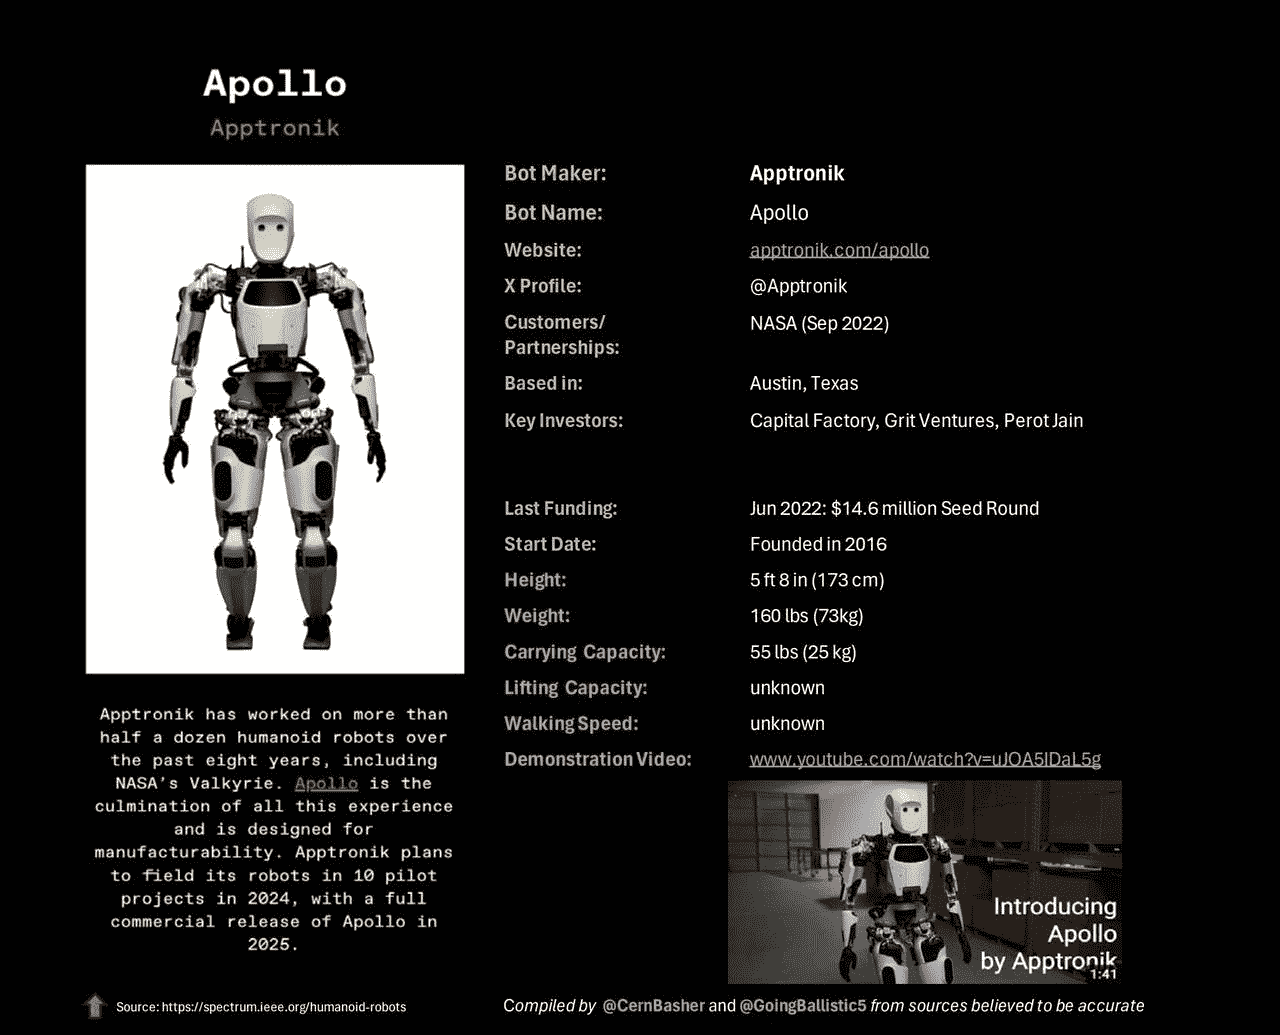 Apollo
Apptronik
Bot Maker: Apptronik
Bot Name: Apollo
Website: apptronik.com/apollo
X Profile: @Apptronik
Customers/ NASA (Sep 2022)
Partnerships:
Based in: Austin, Texas
Key Investors: Capital Factory, Grit Ventures, Perot Jain
Last Funding: Jun 2022: $14.6 million Seed Round
Start Date: Founded in 2016
Height: 5 ft 8 in (173 cm)
Weight: 160 lbs (73kg)
Carrying Capacity: 55 lbs (25 kg)
Lifting Capacity: unknown
Walking Speed: unknown
Demonstration Video: www.youtube.com/watch?v=uJOA5IDaL5g
Introducing
Apollo
by Apptronik
1:41
Apptronik has worked on more than
half a dozen humanoid robots over
the past eight years, including
NASA's Valkyrie. Apollo is the
culmination of all this experience
and is designed for
manufacturability. Apptronik plans
to field its robots in 10 pilot
projects in 2024, with a full
commercial release of Apollo in
2025.
Source: https://spectrum.ieee.org/humanoid-robots
Compiled by @CernBasher and @GoingBallistic5 from sources believed to be accurate